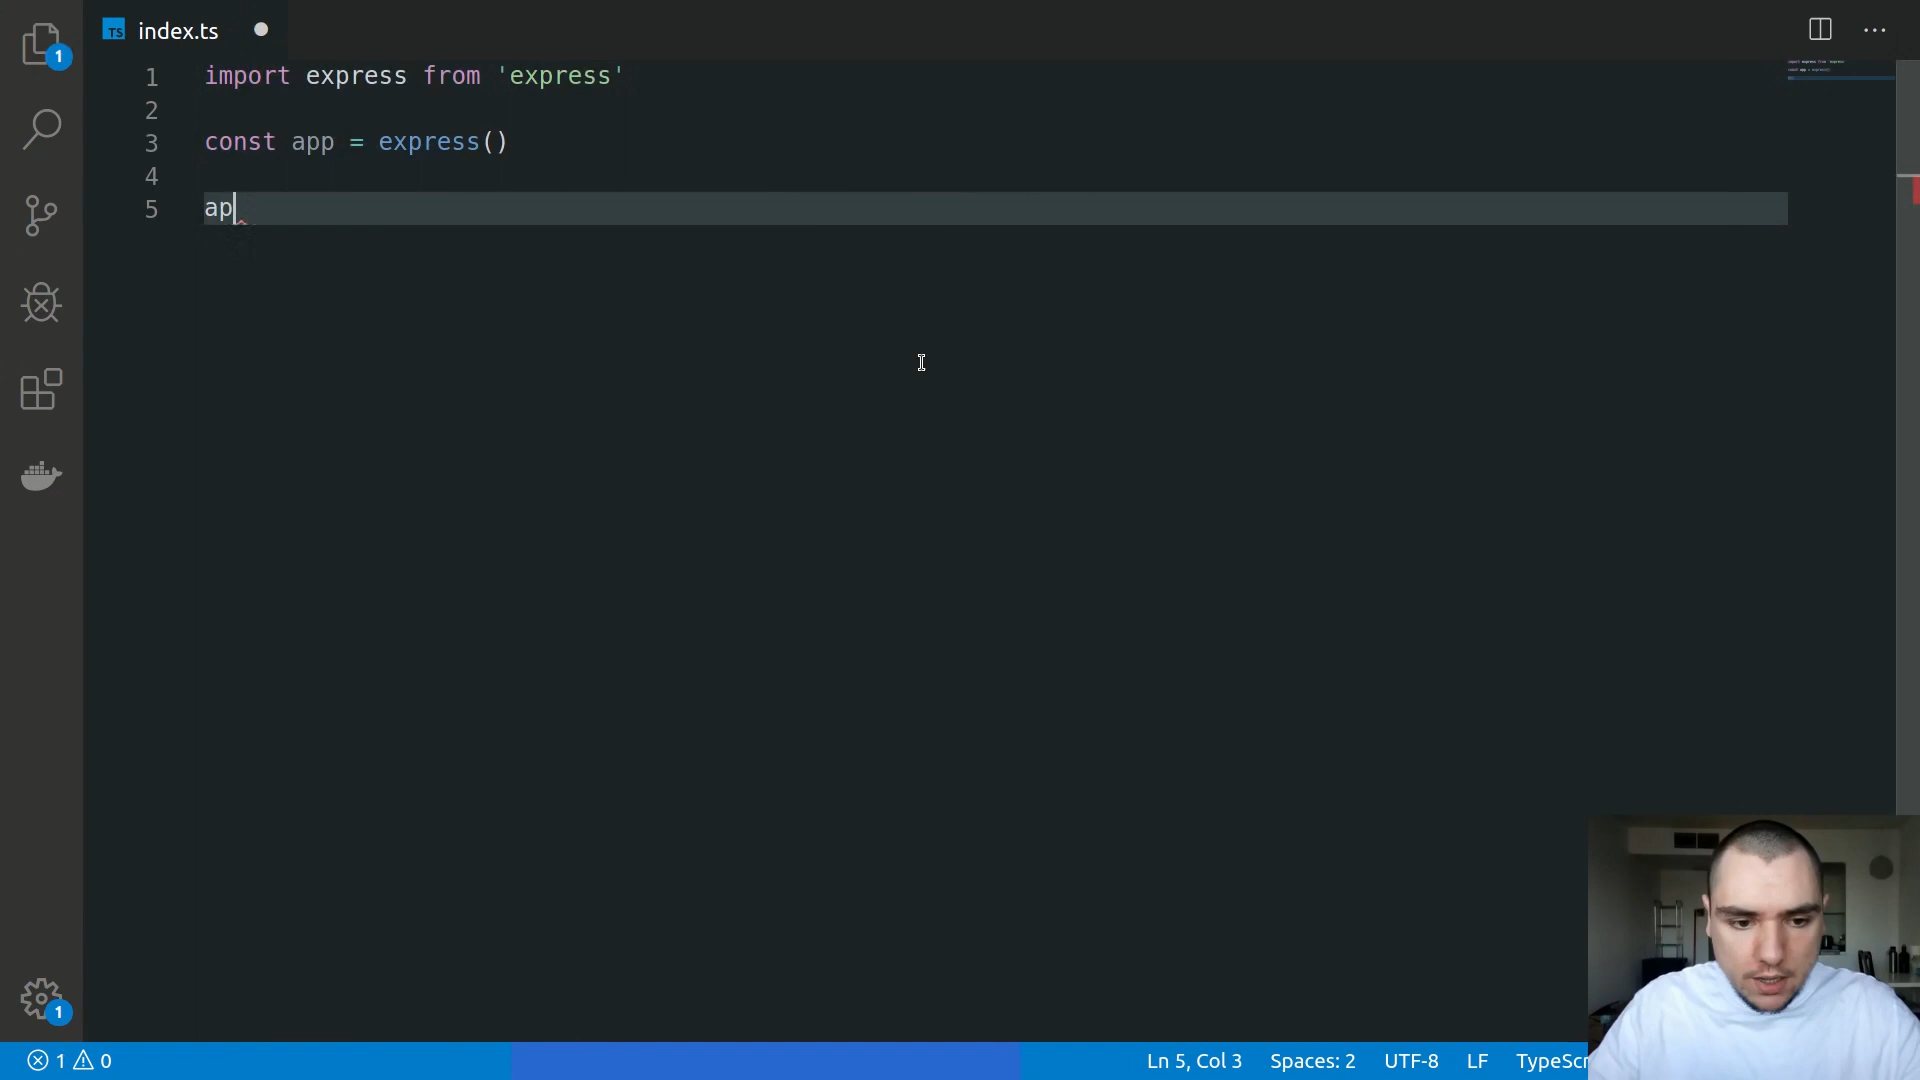 1
TS index.ts
1 import express from 'express'
2
3 const app = express()
4
5 ap
1
1 0 Ln 5, Col 3 Spaces: 2 UTF-8 LF TypeScr